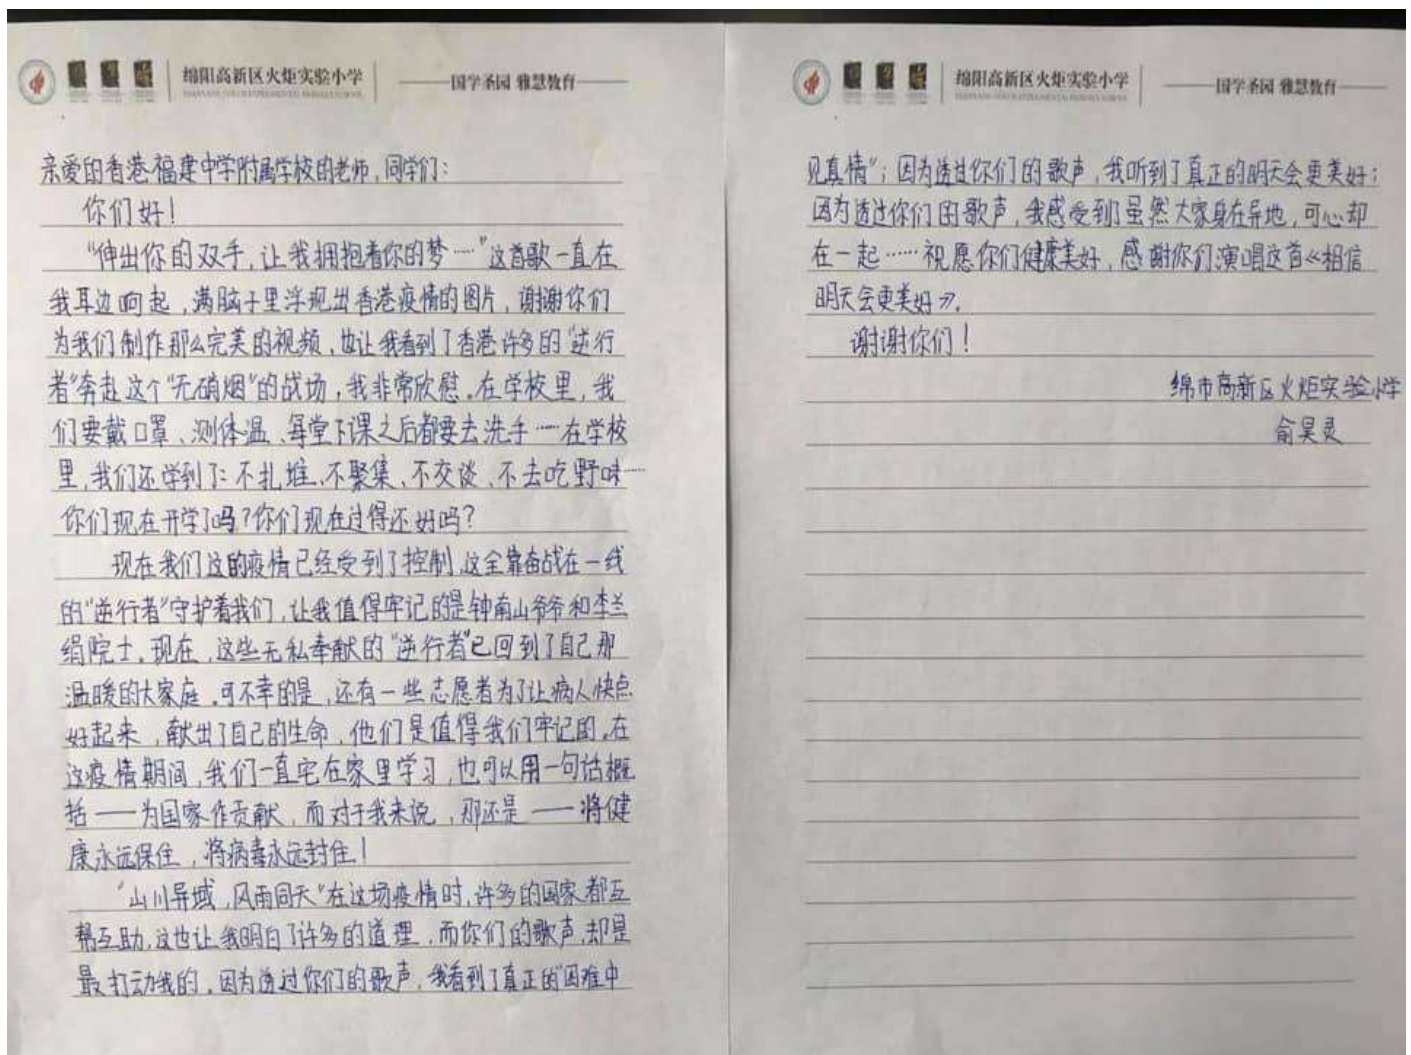 绵阳高新区火炬实验小学
国学圣园 雅慧教育
亲爱的香港福建中学附属学校的老师,同学们:
你们好!
“伸出你的双手,让我拥抱着你的梦……”这首歌一直在
我耳边响起,满脑子里浮现出香港疫情的图片,谢谢你们
为我们制作那么完美的视频,也让我看到了香港许多的“逆行
者”奔赴这个“无硝烟”的战场,我非常欣慰。在学校里,我
们要戴口罩、测体温、每堂下课之后都要去洗手……在学校
里,我们还学到了:不扎堆、不聚集、不交谈、不去吃野味……
你们现在开学了吗?你们现在过得还好吗?
现在我们这的疫情已经受到了控制,这全靠奋战在一线
的“逆行者”守护着我们,让我值得牢记的是钟南山爷爷和李兰
绢院士。现在,这些无私奉献的“逆行者”已回到了自己那
温暖的大家庭。可不幸的是,还有一些志愿者为了让病人快点
好起来,献出了自己的生命,他们是值得我们牢记的。在
这疫情期间,我们一直宅在家里学习,也可以用一句话概
括——为国家作贡献,而对于我来说,那还是——将健
康永远保住,将病毒永远封住!
“山川异域,风雨同天”在这场疫情时,许多的国家都互
帮互助,这也让我明白了许多的道理,而你们的歌声,却是
最打动我的。因为透过你们的歌声,我看到了真正的“困难中
绵阳高新区火炬实验小学
国学圣园 雅慧教育
见真情”;因为透过你们的歌声,我听到了真正的明天会更美好;
因为透过你们的歌声,我感受到了虽然大家身在异地,可心却
在一起……祝愿你们健康美好,感谢你们演唱这首《相信
明天会更美好》。
谢谢你们!
绵市高新区火炬实验小学
俞昊灵